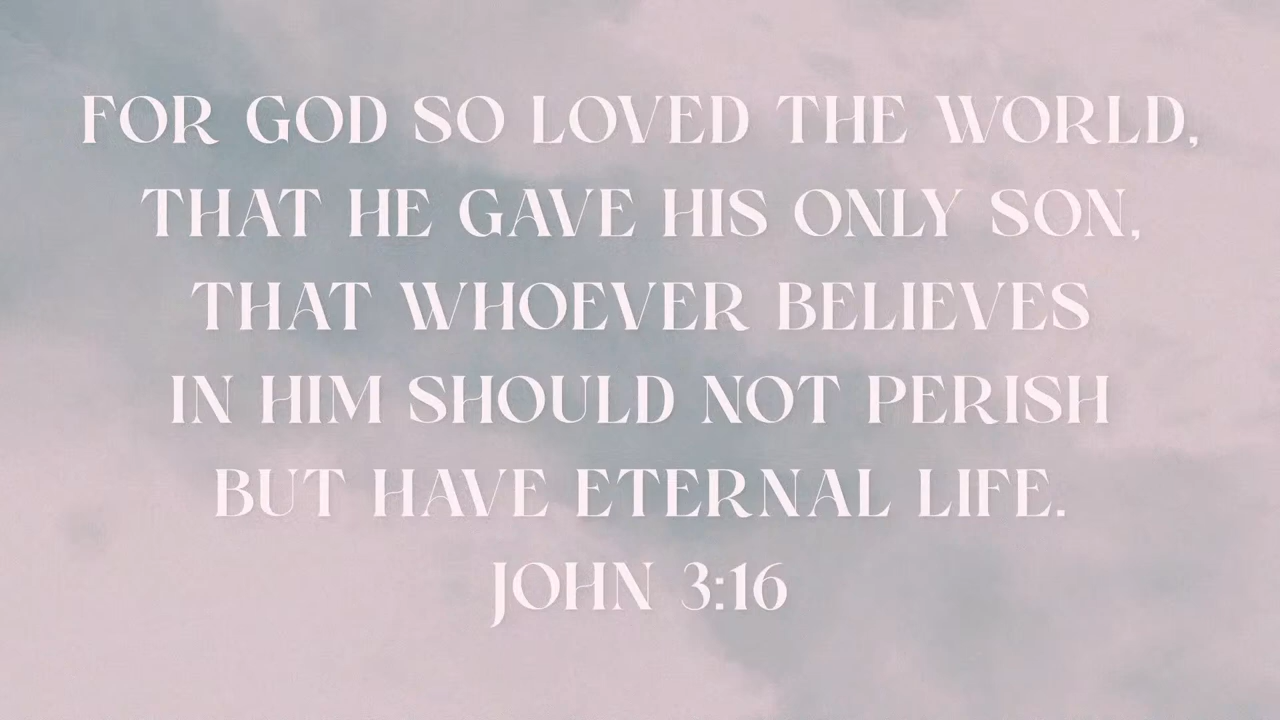 FOR GOD SO LOVED THE WORLD,
THAT HE GAVE HIS ONLY SON,
THAT WHOEVER BELIEVES
IN HIM SHOULD NOT PERISH
BUT HAVE ETERNAL LIFE.
JOHN 3:16